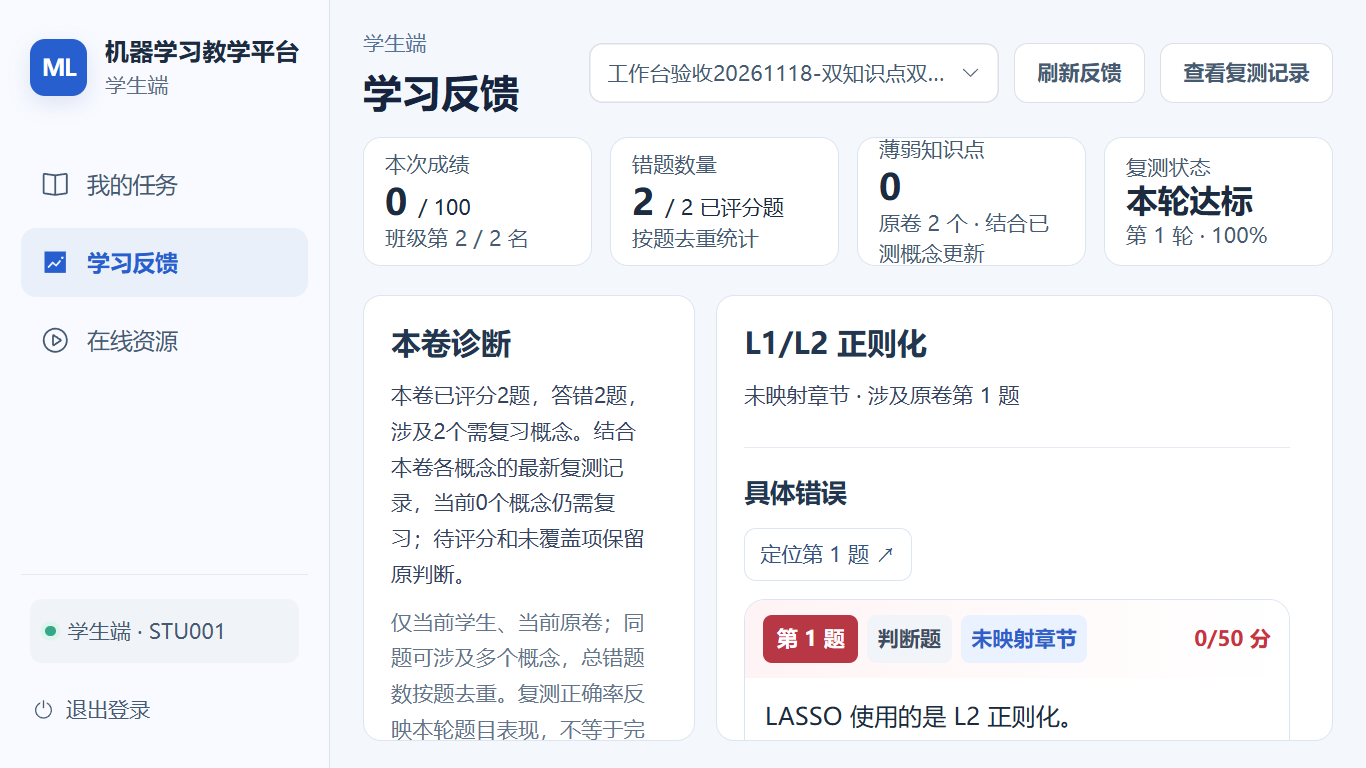 ML
机器学习教学平台
学生端
我的任务
学习反馈
在线资源
学生端 · STU001
退出登录
学生端
学习反馈
工作台验收20261118-双知识点双...
刷新反馈
查看复测记录
本次成绩
0 / 100
班级第 2 / 2 名
错题数量
2 / 2 已评分题
按题去重统计
薄弱知识点
0
原卷 2 个 · 结合已
测概念更新
复测状态
本轮达标
第 1 轮 · 100%
本卷诊断
本卷已评分2题，答错2题，
涉及2个需复习概念。结合
本卷各概念的最新复测记
录，当前0个概念仍需复
习；待评分和未覆盖项保留
原判断。
仅当前学生、当前原卷；同
题可涉及多个概念，总错题
数按题去重。复测正确率反
映本轮题目表现，不等于完
L1/L2 正则化
未映射章节 · 涉及原卷第 1 题
具体错误
定位第 1 题 ↗
第 1 题
判断题
未映射章节
0/50 分
LASSO 使用的是 L2 正则化。